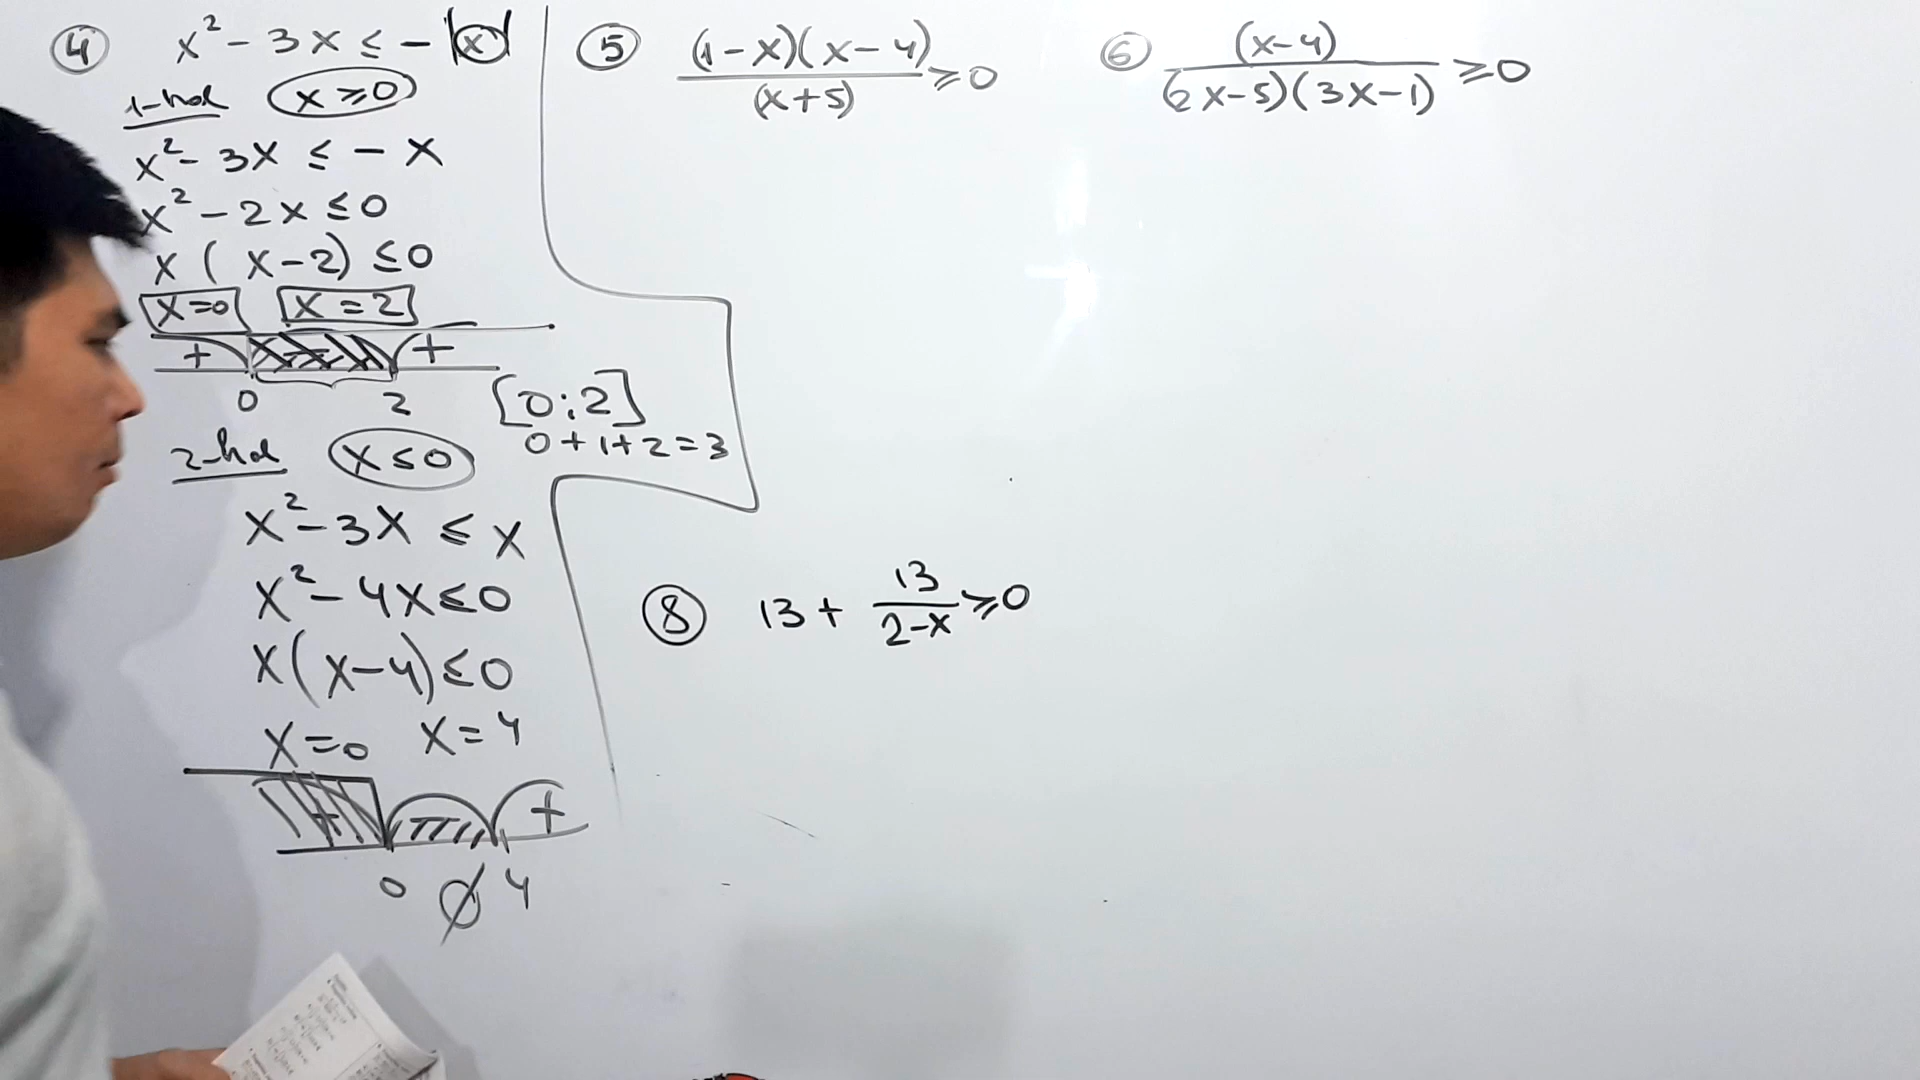 ④ x² - 3x ≤ - |x|
1-hol x ≥ 0
x² - 3x ≤ - x
x² - 2x ≤ 0
x ( x - 2) ≤ 0
x = 0 x = 2
+ - +
0 2
[0;2]
0 + 1 + 2 = 3
2-hol x ≤ 0
x² - 3x ≤ x
x² - 4x ≤ 0
x(x - 4) ≤ 0
x = 0 x = 4
+ +
0 ∅ 4
⑤ (1 - x)(x - 4)
(x + 5) ≥ 0
⑥ (x - 4)
(2x - 5)(3x - 1) ≥ 0
⑧ 13 + 13
2 - x ≥ 0